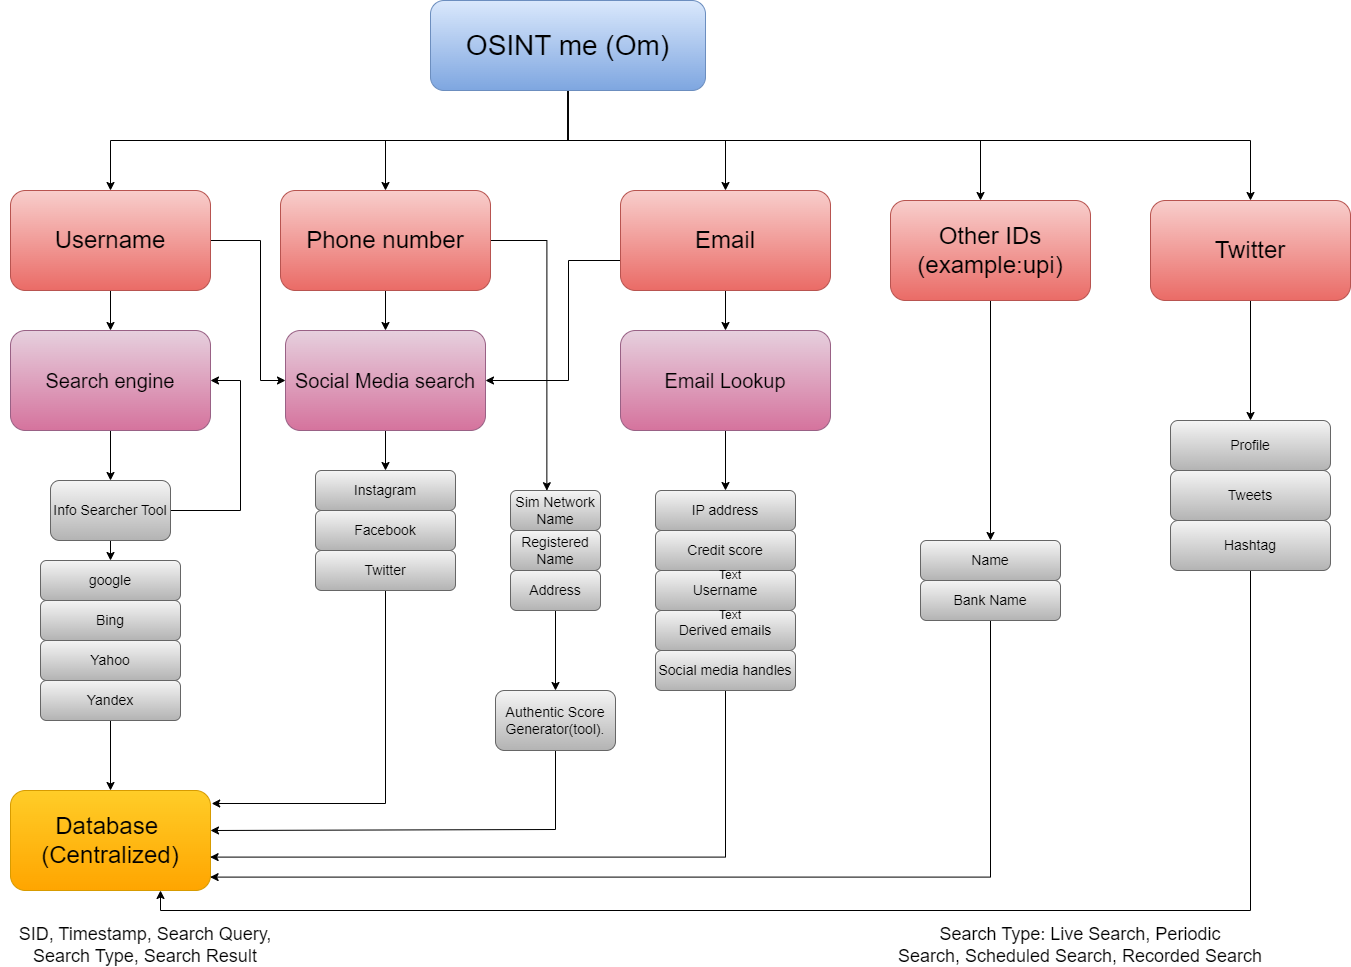 OSINT me (Om)
Username
Phone number
Email
Other IDs
(example:upi)
Twitter
Search engine
Social Media search
Email Lookup
Info Searcher Tool
google
Bing
Yahoo
Yandex
Instagram
Facebook
Twitter
Sim Network
Name
Registered
Name
Address
Authentic Score
Generator(tool).
IP address
Credit score
Text
Username
Text
Derived emails
Social media handles
Name
Bank Name
Profile
Tweets
Hashtag
Database
(Centralized)
SID, Timestamp, Search Query,
Search Type, Search Result
Search Type: Live Search, Periodic
Search, Scheduled Search, Recorded Search